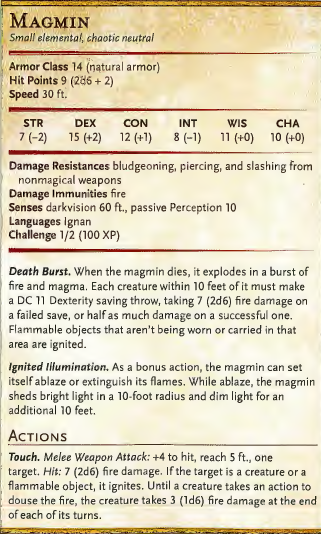 MAGMIN
Small elemental, chaotic neutral
Armor Class 14 (natural armor)
Hit Points 9 (2d6 + 2)
Speed 30 ft.
STR DEX CON INT WIS CHA
7 (−2) 15 (+2) 12 (+1) 8 (−1) 11 (+0) 10 (+0)
Damage Resistances bludgeoning, piercing, and slashing from
nonmagical weapons
Damage Immunities fire
Senses darkvision 60 ft., passive Perception 10
Languages Ignan
Challenge 1/2 (100 XP)
Death Burst. When the magmin dies, it explodes in a burst of
fire and magma. Each creature within 10 feet of it must make
a DC 11 Dexterity saving throw, taking 7 (2d6) fire damage on
a failed save, or half as much damage on a successful one.
Flammable objects that aren't being worn or carried in that
area are ignited.
Ignited Illumination. As a bonus action, the magmin can set
itself ablaze or extinguish its flames. While ablaze, the magmin
sheds bright light in a 10-foot radius and dim light for an
additional 10 feet.
ACTIONS
Touch. Melee Weapon Attack: +4 to hit, reach 5 ft., one
target. Hit: 7 (2d6) fire damage. If the target is a creature or a
flammable object, it ignites. Until a creature takes an action to
douse the fire, the creature takes 3 (1d6) fire damage at the end
of each of its turns.